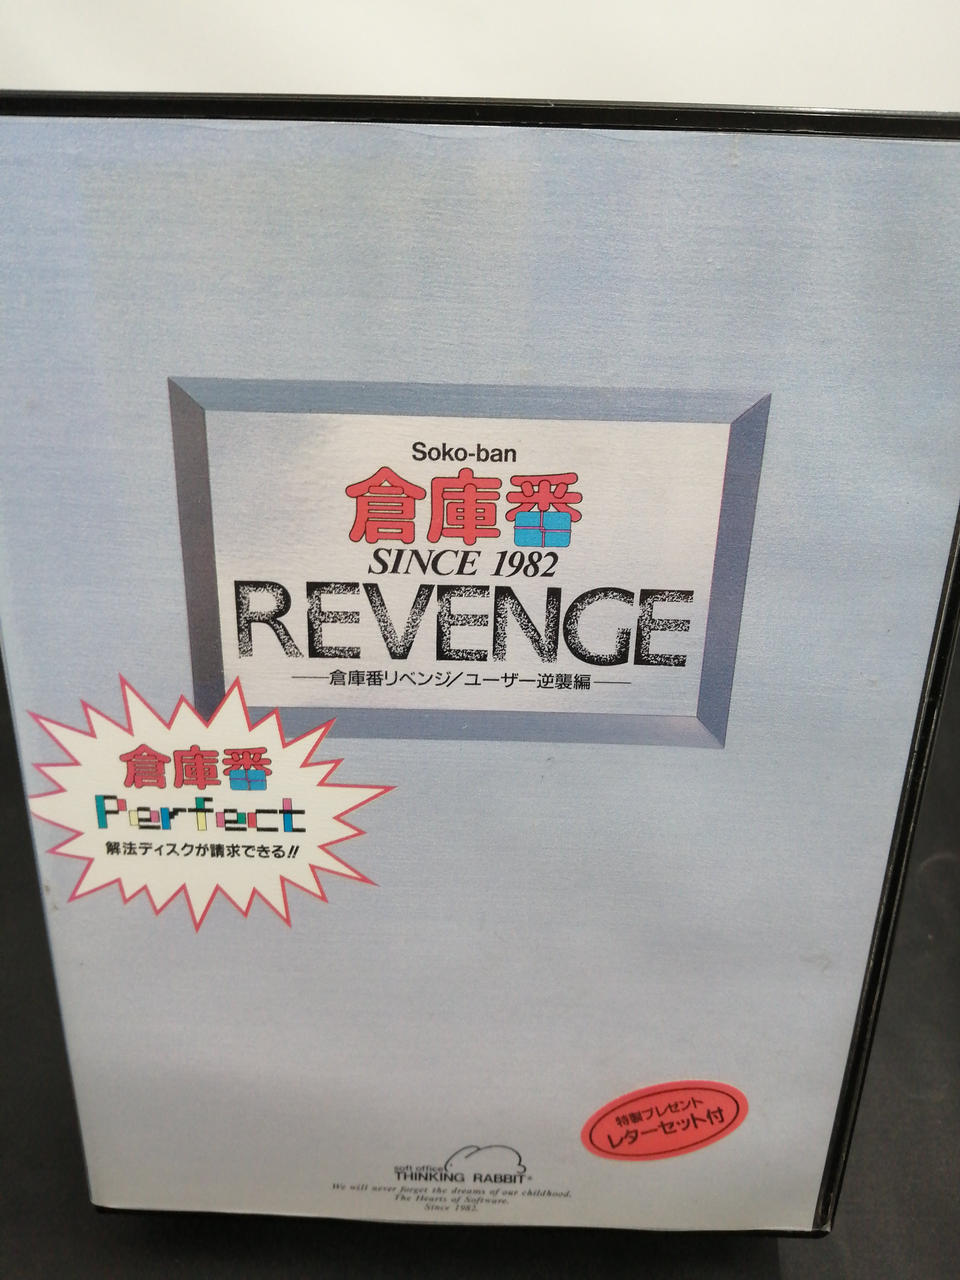 Soko-ban
倉庫番
SINCE 1982
REVENGE
倉庫番リベンジ/ユーザー逆襲編
倉庫番
Perfect
解法ディスクが請求できる!!
特製プレゼント
レターセット付
soft office
THINKING RABBIT®
We will never forget the dreams of our childhood.
The Hearts of Software.
Since 1982.